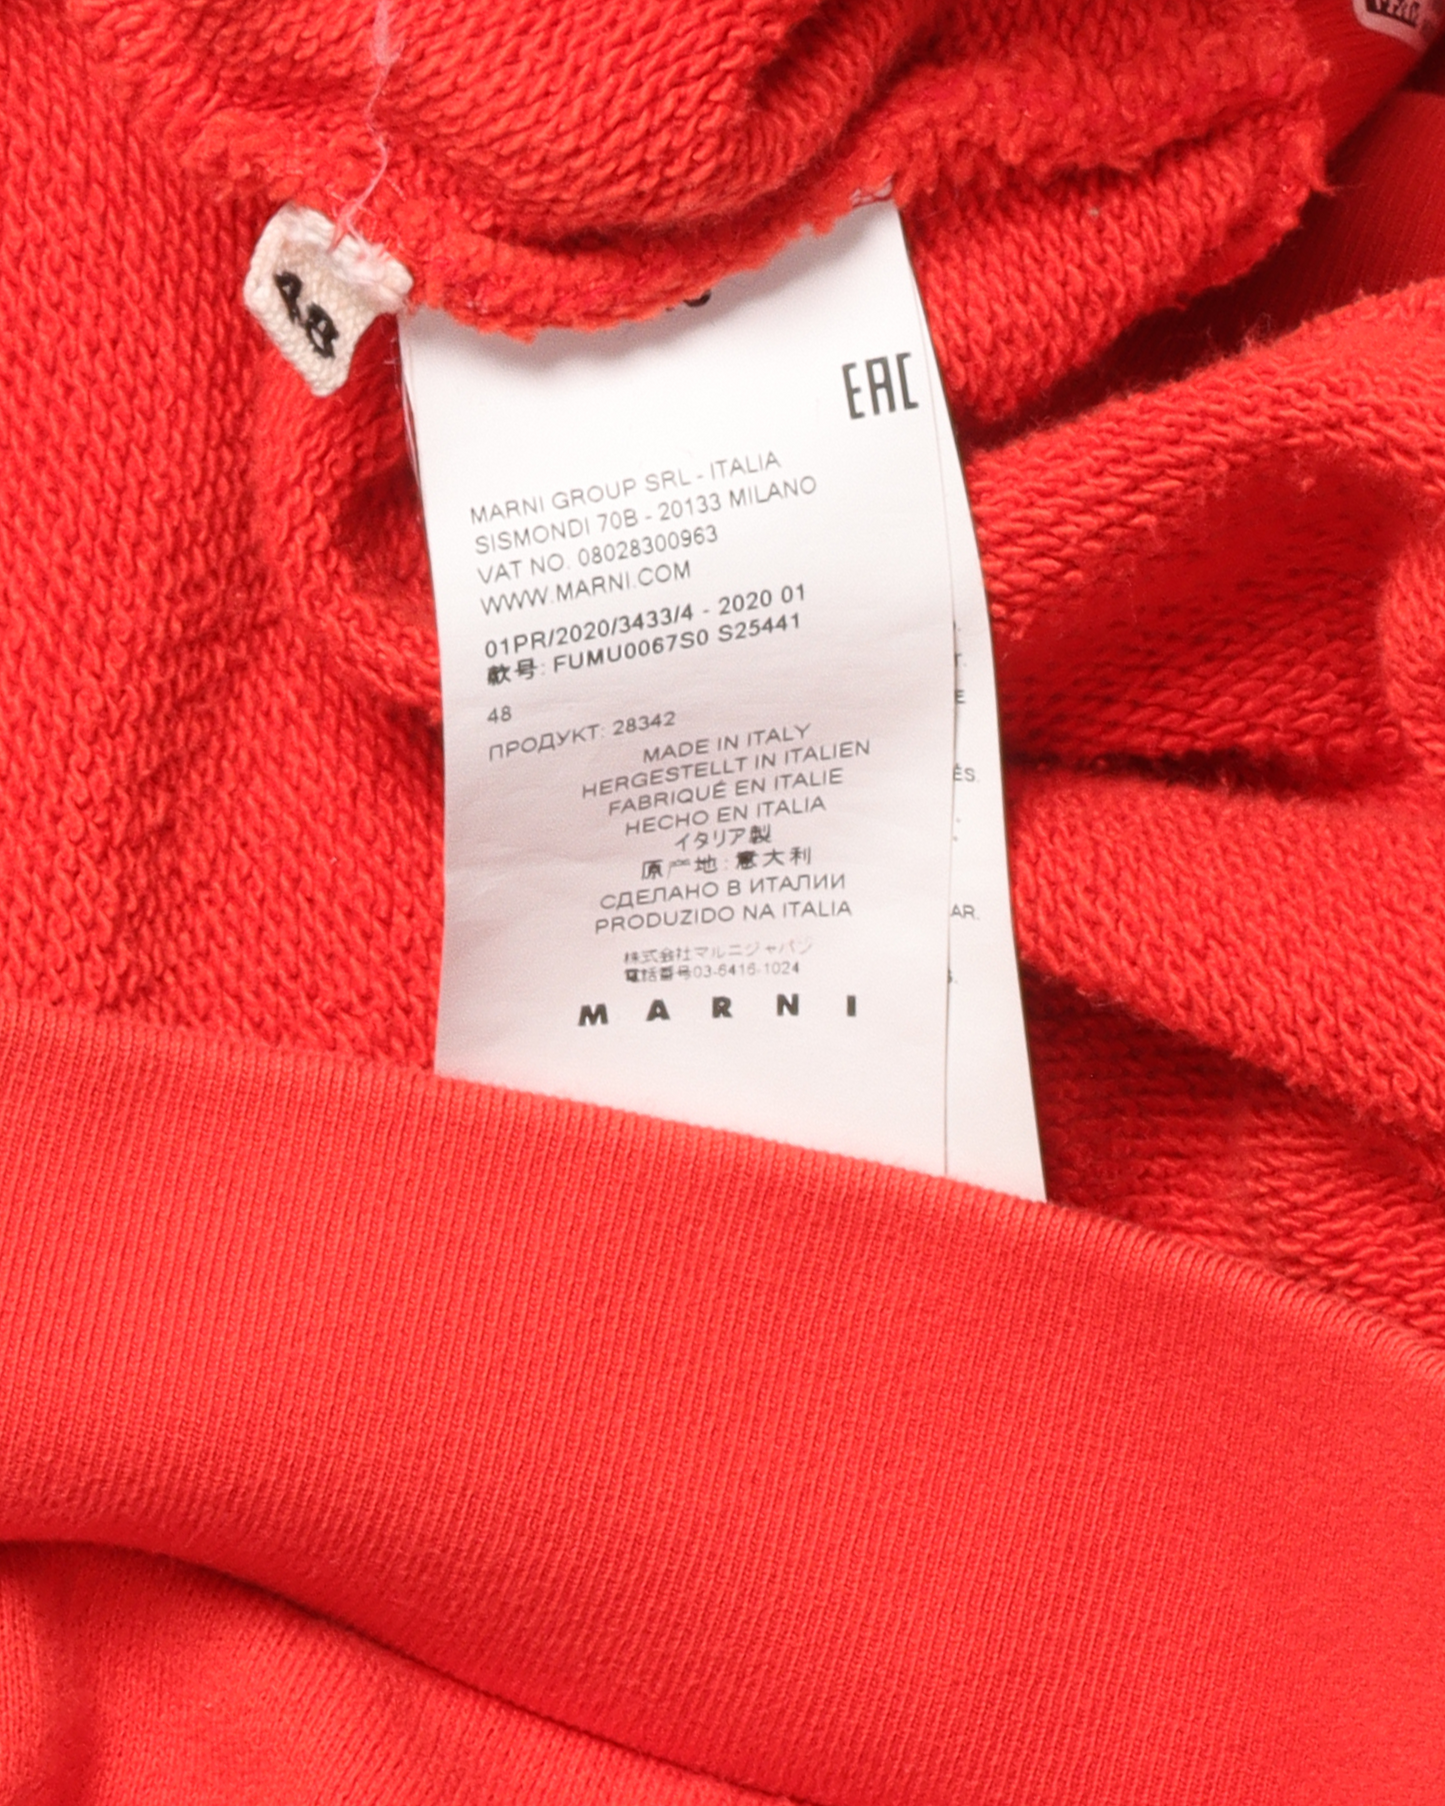 48
EAC
MARNI GROUP SRL - ITALIA
SISMONDI 70B - 20133 MILANO
VAT NO. 08028300963
WWW.MARNI.COM
01PR/2020/3433/4 - 2020 01
款号: FUMU0067S0 S25441
48
ПРОДУКТ: 28342
MADE IN ITALY
HERGESTELLT IN ITALIEN
FABRIQUÉ EN ITALIE
HECHO EN ITALIA
イタリア製
原产地: 意大利
СДЕЛАНО В ИТАЛИИ
PRODUZIDO NA ITALIA
株式会社マルニジャパン
電話番号03-6416-1024
MARNI